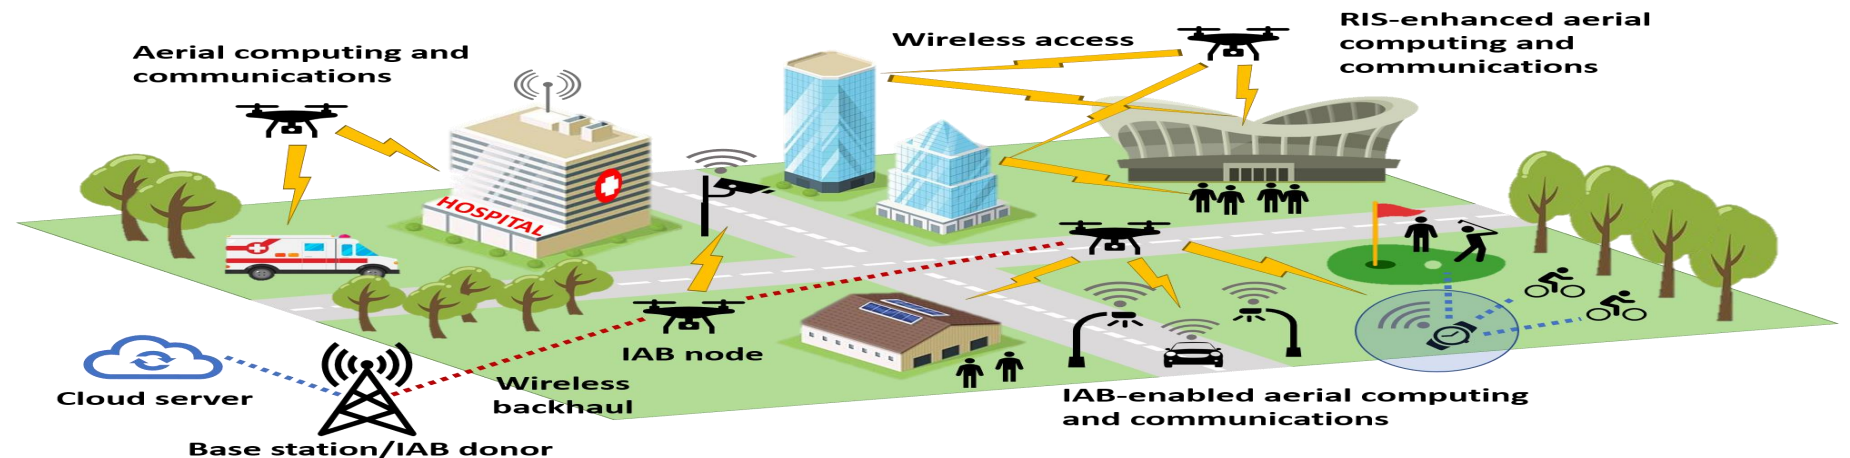 Aerial computing and
communications
Wireless access
RIS-enhanced aerial
computing and
communications
HOSPITAL
IAB node
Cloud server
Wireless
backhaul
Base station/IAB donor
IAB-enabled aerial computing
and communications